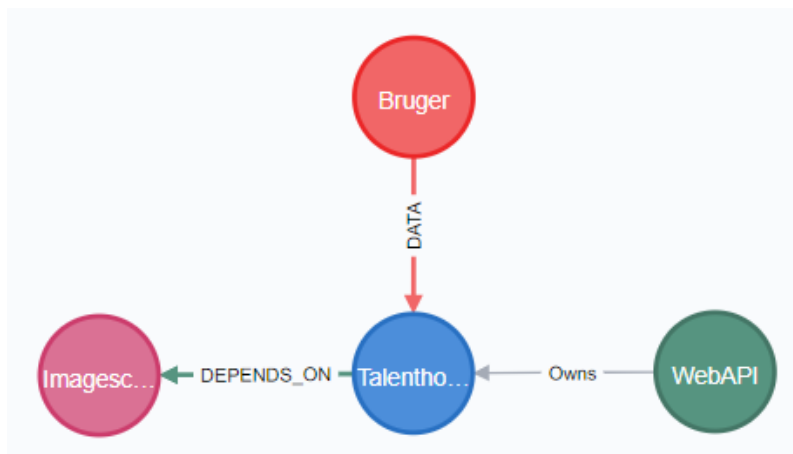 Bruger
DATA
Imagesc...
DEPENDS_ON
Talentho...
Owns
WebAPI